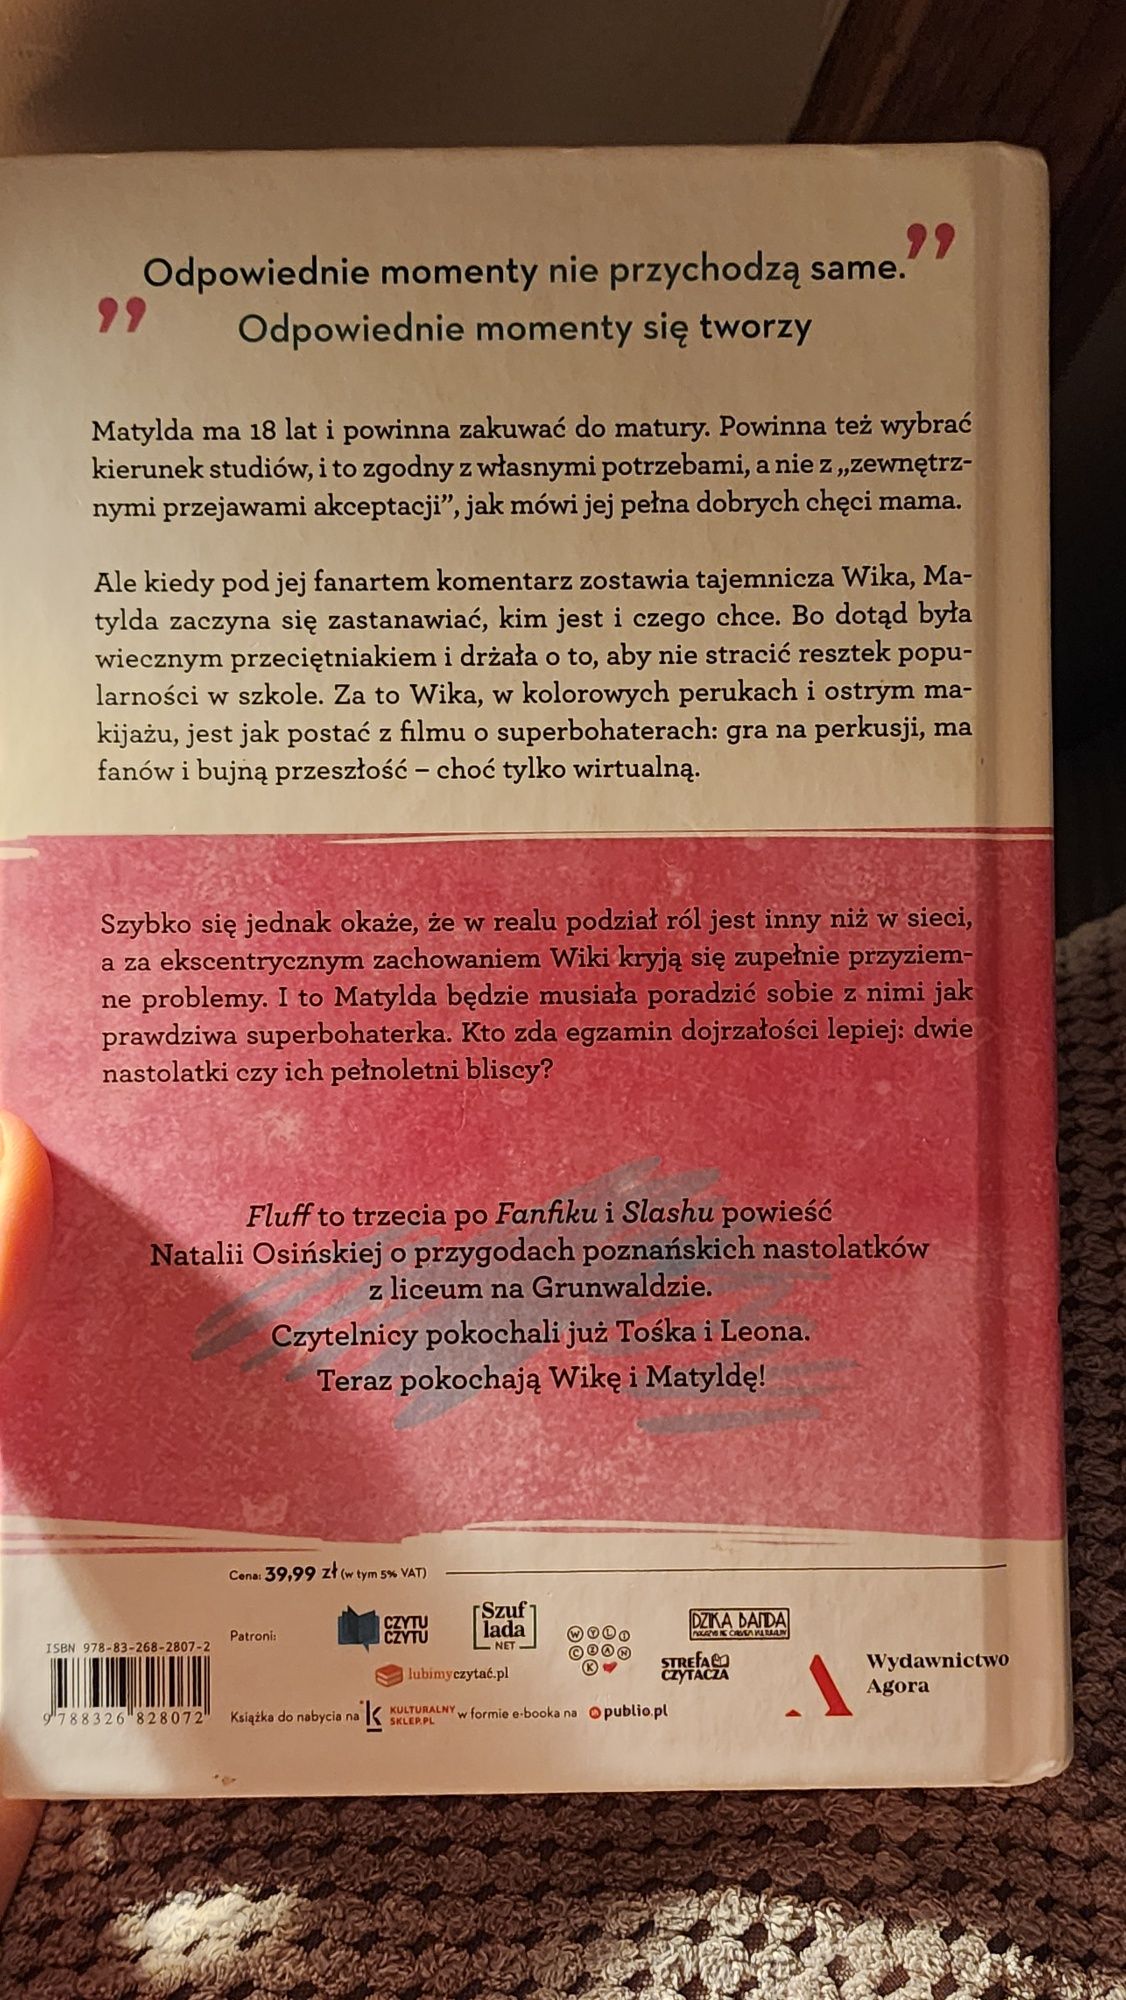 Odpowiednie momenty nie przychodzą same.”
”Odpowiednie momenty się tworzy
Matylda ma 18 lat i powinna zakuwać do matury. Powinna też wybrać
kierunek studiów, i to zgodny z własnymi potrzebami, a nie z „zewnętrz-
nymi przejawami akceptacji”, jak mówi jej pełna dobrych chęci mama.
Ale kiedy pod jej fanartem komentarz zostawia tajemnicza Wika, Ma-
tylda zaczyna się zastanawiać, kim jest i czego chce. Bo dotąd była
wiecznym przeciętniakiem i drżała o to, aby nie stracić resztek popu-
larności w szkole. Za to Wika, w kolorowych perukach i ostrym ma-
kijażu, jest jak postać z filmu o superbohaterach: gra na perkusji, ma
fanów i bujną przeszłość – choć tylko wirtualną.
Szybko się jednak okaże, że w realu podział ról jest inny niż w sieci,
a za ekscentrycznym zachowaniem Wiki kryją się zupełnie przyziem-
ne problemy. I to Matylda będzie musiała poradzić sobie z nimi jak
prawdziwa superbohaterka. Kto zda egzamin dojrzałości lepiej: dwie
nastolatki czy ich pełnoletni bliscy?
Fluff to trzecia po Fanfiku i Slashu powieść
Natalii Osińskiej o przygodach poznańskich nastolatków
z liceum na Grunwaldzie.
Czytelnicy pokochali już Tośka i Leona.
Teraz pokochają Wikę i Matyldę!
Cena: 39,99 zł (w tym 5% VAT)
ISBN 978-83-268-2807-2
9 788326 828072
Patroni:
CZYTU
CZYTU
Szuf
lada
NET
WYLI
CZAN
K
DZIKA BANDA
lubimyczytać.pl
STREFA
CZYTACZA
Wydawnictwo
Agora
Książka do nabycia na K KULTURALNY
SKLEP.PL w formie e-booka na publio.pl